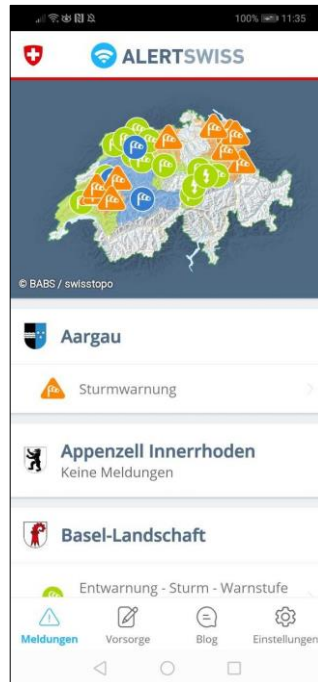 100% 11:35
ALERTSWISS
© BABS / swisstopo
Aargau
Sturmwarnung
Appenzell Innerrhoden
Keine Meldungen
Basel-Landschaft
Entwarnung - Sturm - Warnstufe
Meldungen Vorsorge Blog Einstellungen